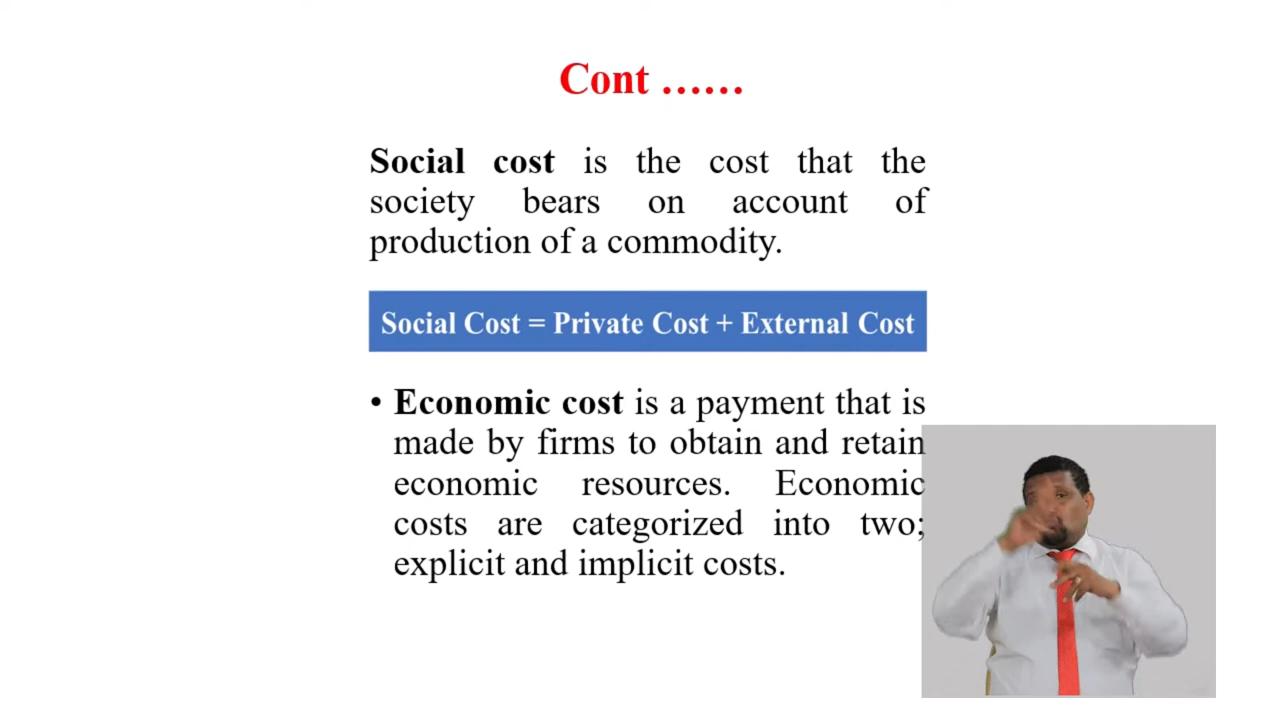 Cont ......
Social cost is the cost that the
society bears on account of
production of a commodity.
Social Cost = Private Cost + External Cost
• Economic cost is a payment that is
made by firms to obtain and retain
economic resources. Economic
costs are categorized into two;
explicit and implicit costs.